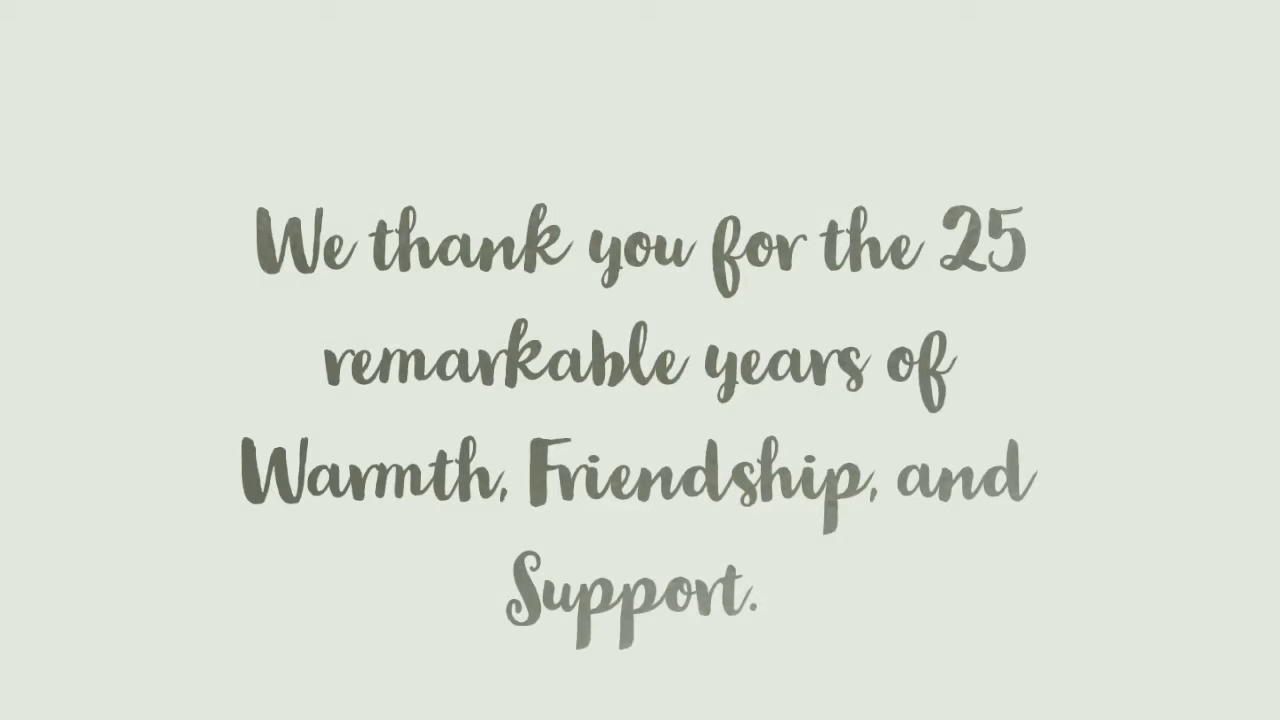 We thank you for the 25
remarkable years of
Warmth, Friendship, and
Support.